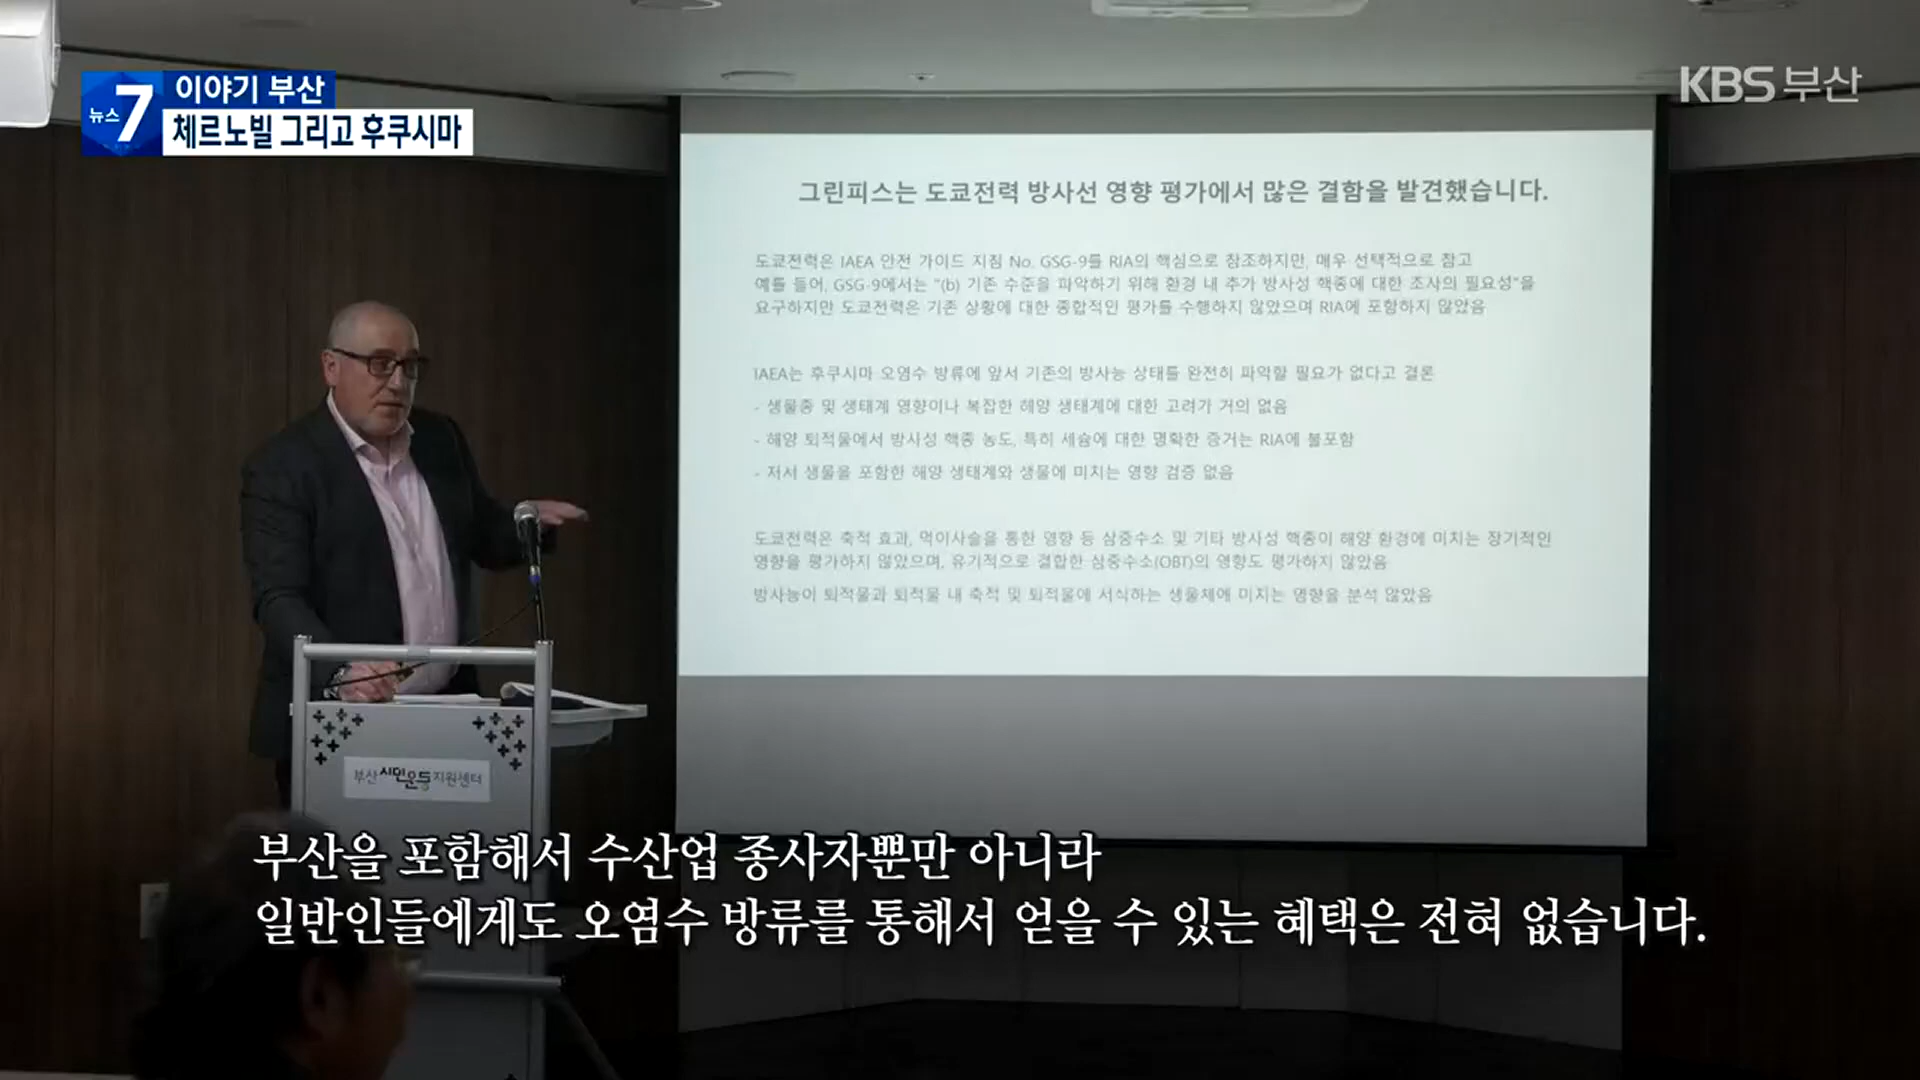 뉴스 7
이야기 부산
체르노빌 그리고 후쿠시마
KBS 부산
그린피스는 도쿄전력 방사선 영향 평가에서 많은 결함을 발견했습니다.
도쿄전력은 IAEA 안전 가이드 지침 No. GSG-9를 RIA의 핵심으로 참조하지만, 매우 선택적으로 참고
예를 들어, GSG-9에서는 "(b) 기존 수준을 파악하기 위해 환경 내 추가 방사성 핵종에 대한 조사의 필요성"을
요구하지만 도쿄전력은 기존 상황에 대한 종합적인 평가를 수행하지 않았으며 RIA에 포함하지 않았음
IAEA는 후쿠시마 오염수 방류에 앞서 기존의 방사능 상태를 완전히 파악할 필요가 없다고 결론
- 생물종 및 생태계 영향이나 복잡한 해양 생태계에 대한 고려가 거의 없음
- 해양 퇴적물에서 방사성 핵종 농도, 특히 세슘에 대한 명확한 증거는 RIA에 불포함
- 저서 생물을 포함한 해양 생태계와 생물에 미치는 영향 검증 없음
도쿄전력은 축적 효과, 먹이사슬을 통한 영향 등 삼중수소 및 기타 방사성 핵종이 해양 환경에 미치는 장기적인
영향을 평가하지 않았으며, 유기적으로 결합한 삼중수소(OBT)의 영향도 평가하지 않았음
방사능이 퇴적물과 퇴적물 내 축적 및 퇴적물에 서식하는 생물체에 미치는 영향을 분석 않았음
부산시민운동지원센터
부산을 포함해서 수산업 종사자뿐만 아니라
일반인들에게도 오염수 방류를 통해서 얻을 수 있는 혜택은 전혀 없습니다.